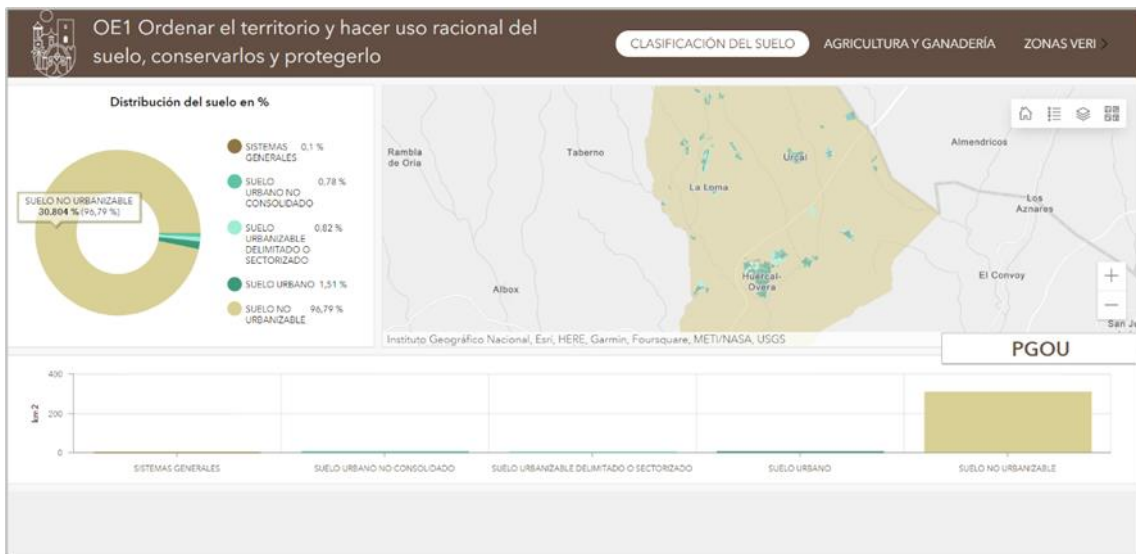 OE1 Ordenar el territorio y hacer uso racional del
suelo, conservarlos y protegerlo
CLASIFICACIÓN DEL SUELO
AGRICULTURA Y GANADERÍA
ZONAS VERI
Distribución del suelo en %
SISTEMAS 0,1 %
GENERALES
SUELO 0,78 %
URBANO NO
CONSOLIDADO
SUELO 0,82 %
URBANIZABLE
DELIMITADO O
SECTORIZADO
SUELO URBANO 1,51 %
SUELO NO 96,79 %
URBANIZABLE
SUELO NO URBANIZABLE
30.804 % (96,79 %)
Rambla
de Oria
Taberno
Urcal
Almendricos
La Loma
Los
Aznares
Huércal-
Overa
El Convoy
Albox
San J
Instituto Geográfico Nacional, Esri, HERE, Garmin, Foursquare, METI/NASA, USGS
PGOU
400
200
0
km2
SISTEMAS GENERALES
SUELO URBANO NO CONSOLIDADO
SUELO URBANIZABLE DELIMITADO O SECTORIZADO
SUELO URBANO
SUELO NO URBANIZABLE